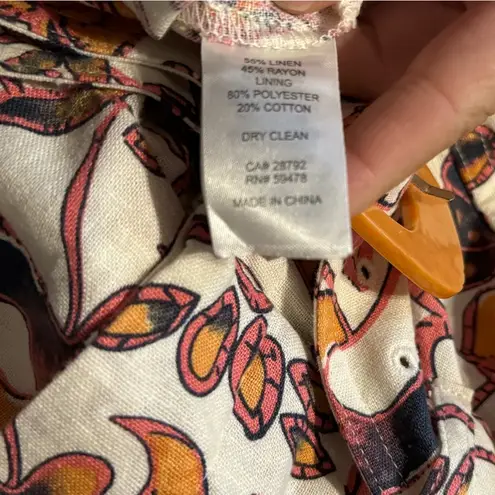 55% LINEN
45% RAYON
LINING
80% POLYESTER
20% COTTON
DRY CLEAN
CA# 28792
RN# 59478
MADE IN CHINA